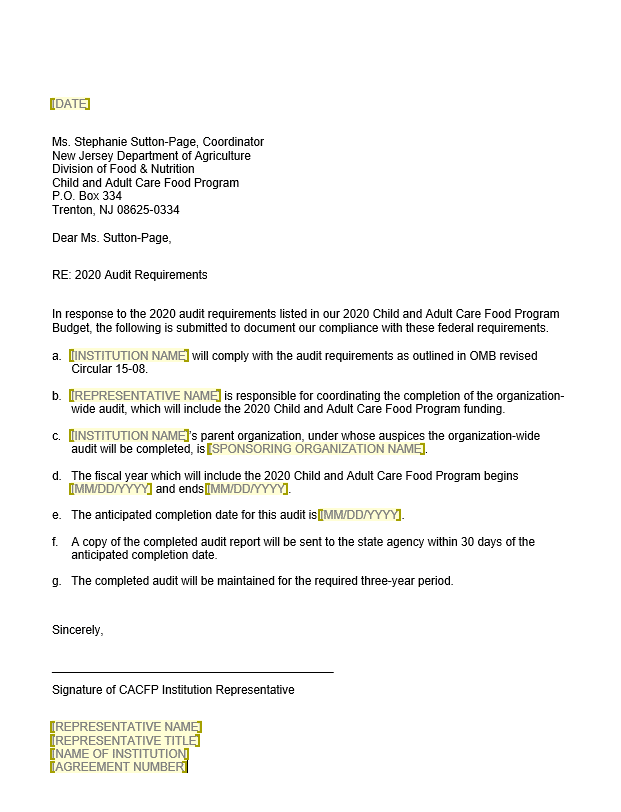 [DATE]
Ms. Stephanie Sutton-Page, Coordinator
New Jersey Department of Agriculture
Division of Food & Nutrition
Child and Adult Care Food Program
P.O. Box 334
Trenton, NJ 08625-0334
Dear Ms. Sutton-Page,
RE: 2020 Audit Requirements
In response to the 2020 audit requirements listed in our 2020 Child and Adult Care Food Program
Budget, the following is submitted to document our compliance with these federal requirements.
a. [INSTITUTION NAME] will comply with the audit requirements as outlined in OMB revised
Circular 15-08.
b. [REPRESENTATIVE NAME] is responsible for coordinating the completion of the organization-
wide audit, which will include the 2020 Child and Adult Care Food Program funding.
c. [INSTITUTION NAME]'s parent organization, under whose auspices the organization-wide
audit will be completed, is [SPONSORING ORGANIZATION NAME].
d. The fiscal year which will include the 2020 Child and Adult Care Food Program begins
[MM/DD/YYYY] and ends [MM/DD/YYYY].
e. The anticipated completion date for this audit is [MM/DD/YYYY].
f. A copy of the completed audit report will be sent to the state agency within 30 days of the
anticipated completion date.
g. The completed audit will be maintained for the required three-year period.
Sincerely,
Signature of CACFP Institution Representative
[REPRESENTATIVE NAME]
[REPRESENTATIVE TITLE]
[NAME OF INSTITUTION]
[AGREEMENT NUMBER]